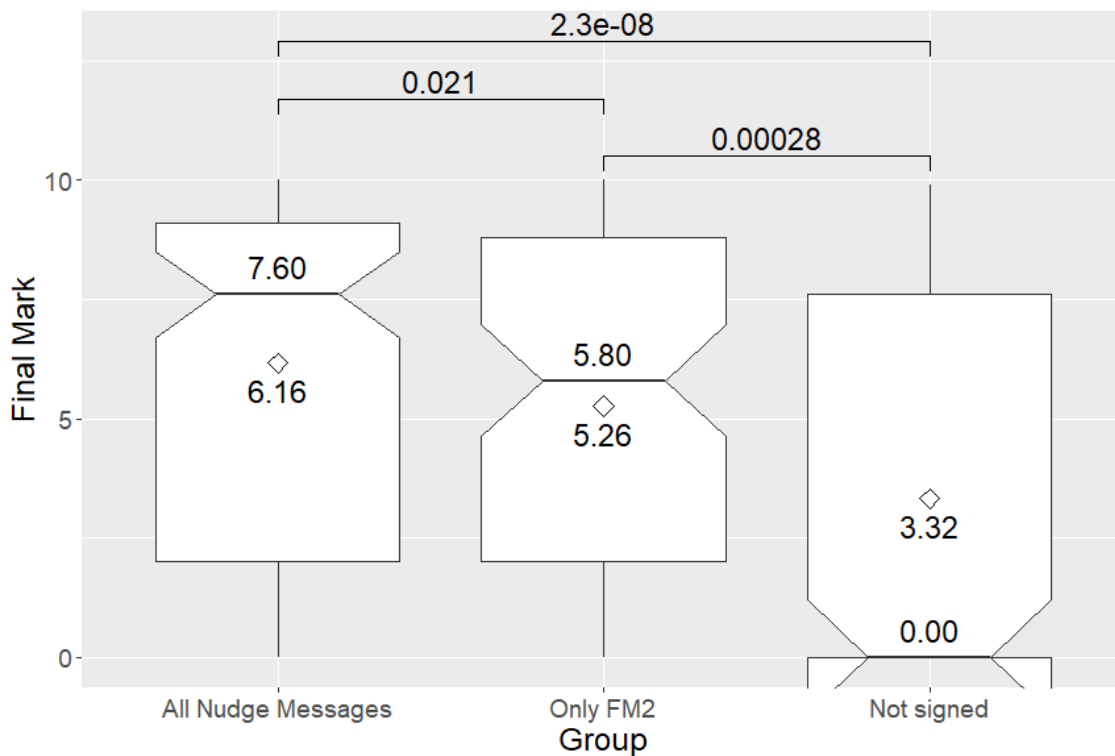 2.3e-08
0.021
0.00028
10
5
0
Final Mark
7.60
6.16
5.80
5.26
3.32
0.00
All Nudge Messages
Only FM2
Not signed
Group